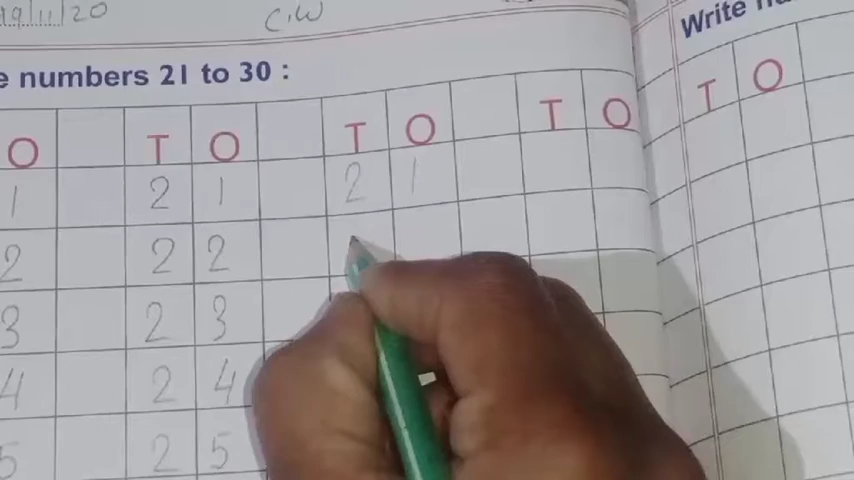 19/11/20 C.W
e numbers 21 to 30 : Write
O T O T O T O T O
1 2 1 2 1
2 2 2
3 2 3
4 2 4
5 2 5